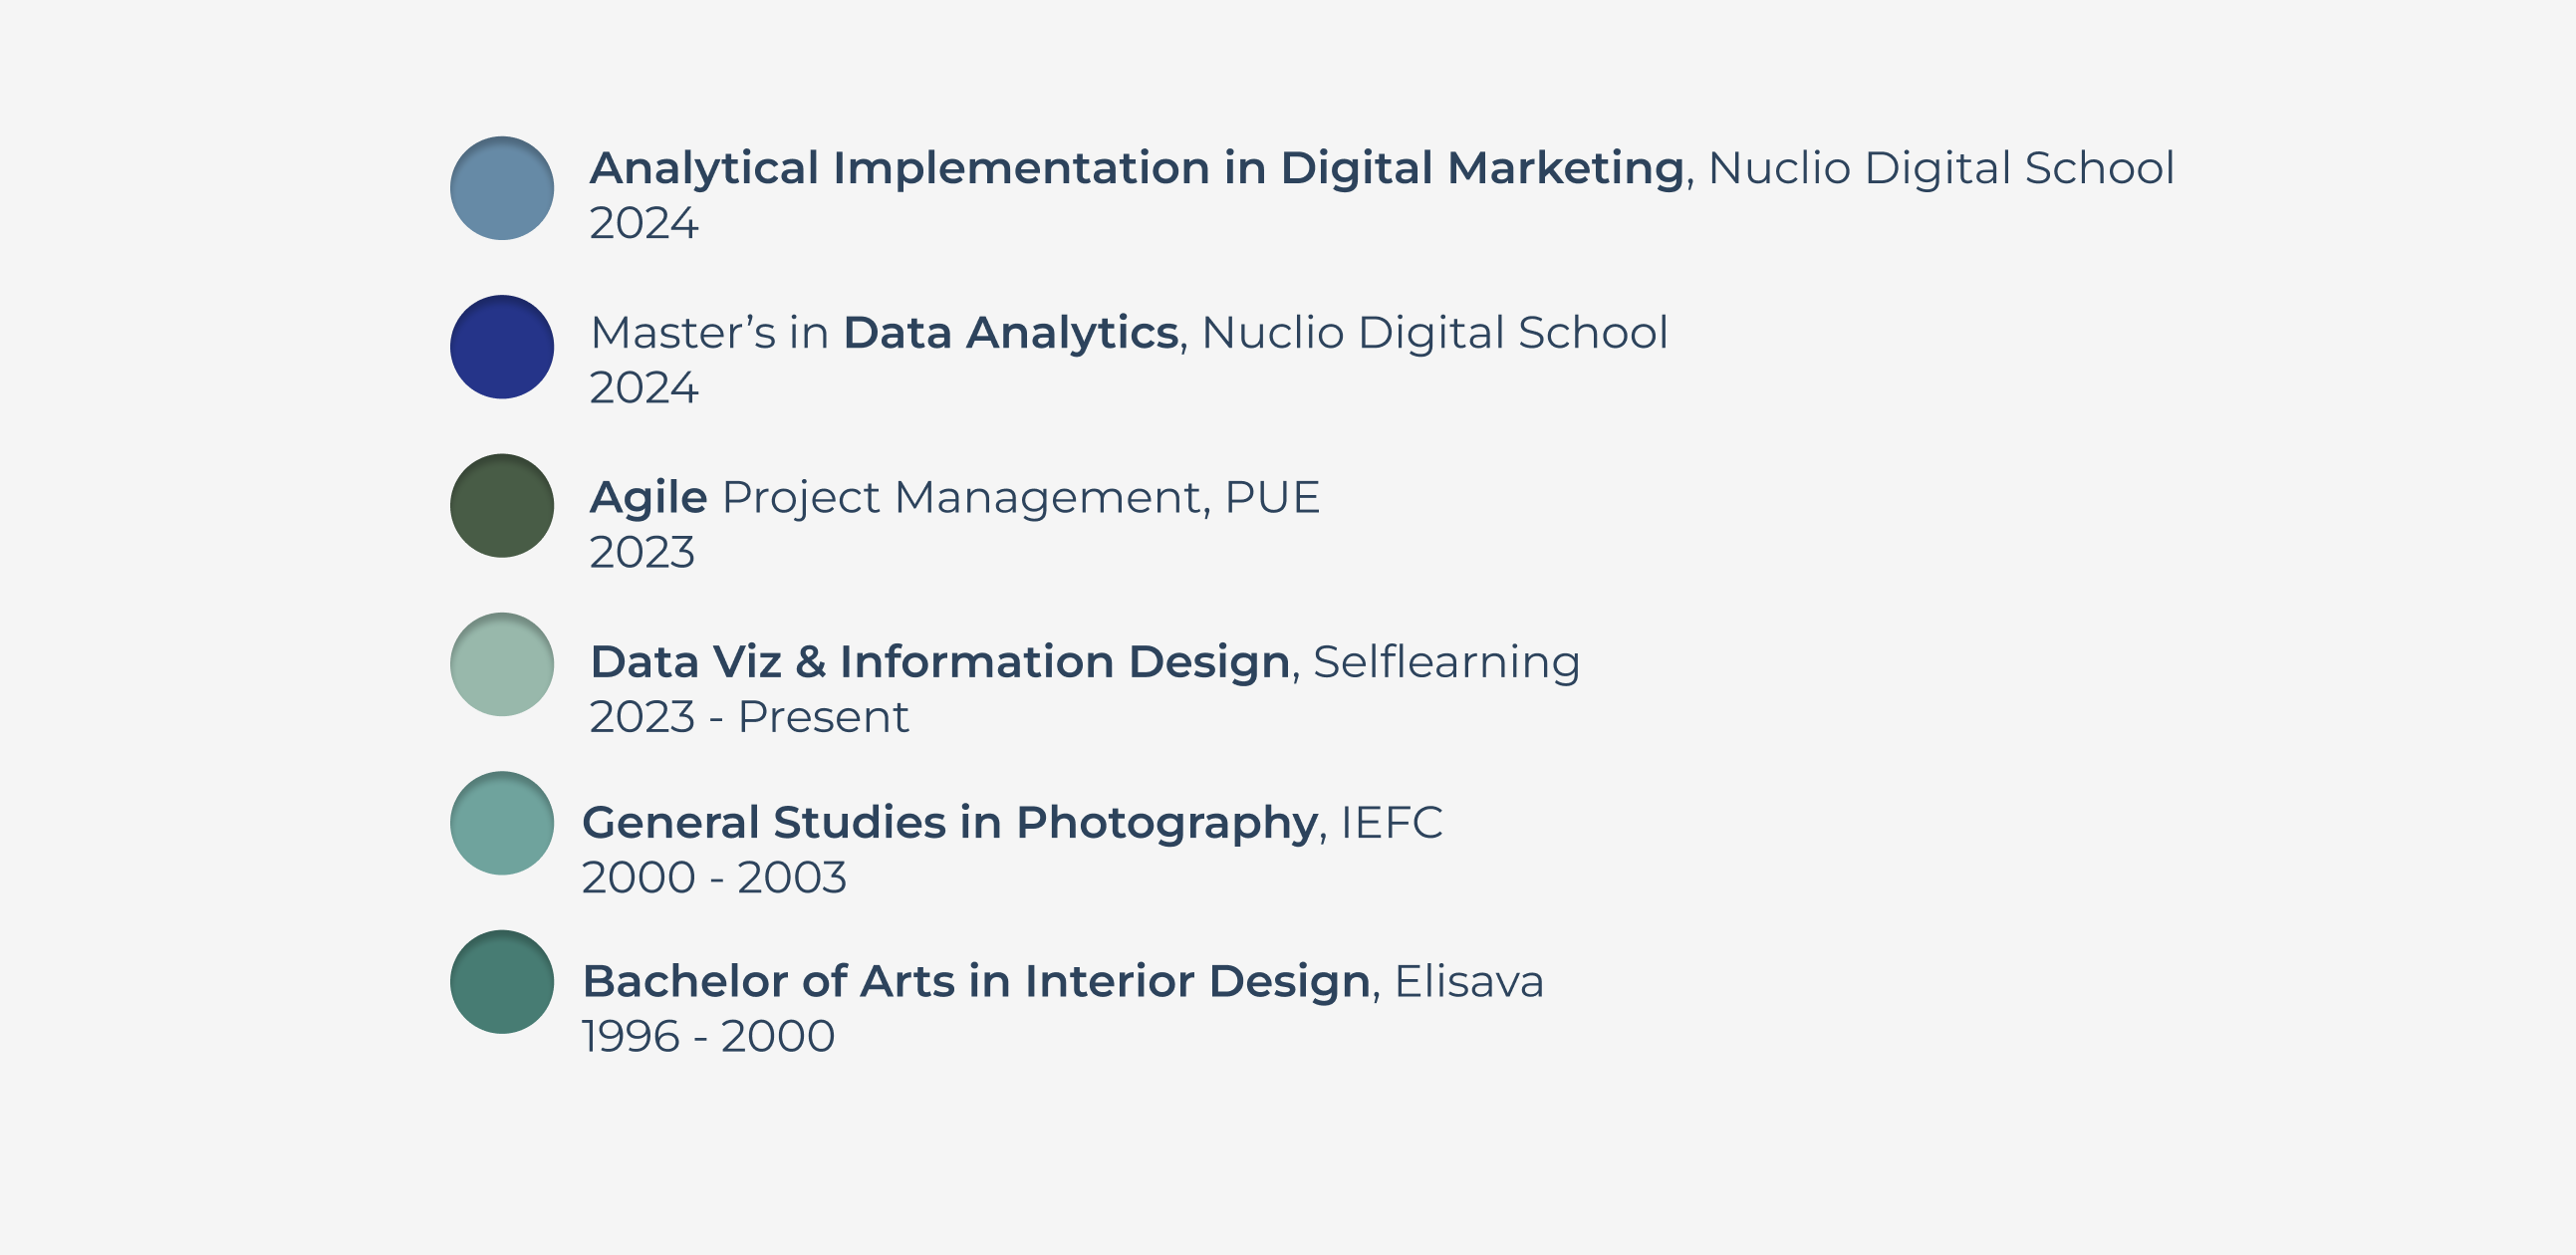 Analytical Implementation in Digital Marketing, Nuclio Digital School
2024
Master’s in Data Analytics, Nuclio Digital School
2024
Agile Project Management, PUE
2023
Data Viz & Information Design, Selflearning
2023 - Present
General Studies in Photography, IEFC
2000 - 2003
Bachelor of Arts in Interior Design, Elisava
1996 - 2000